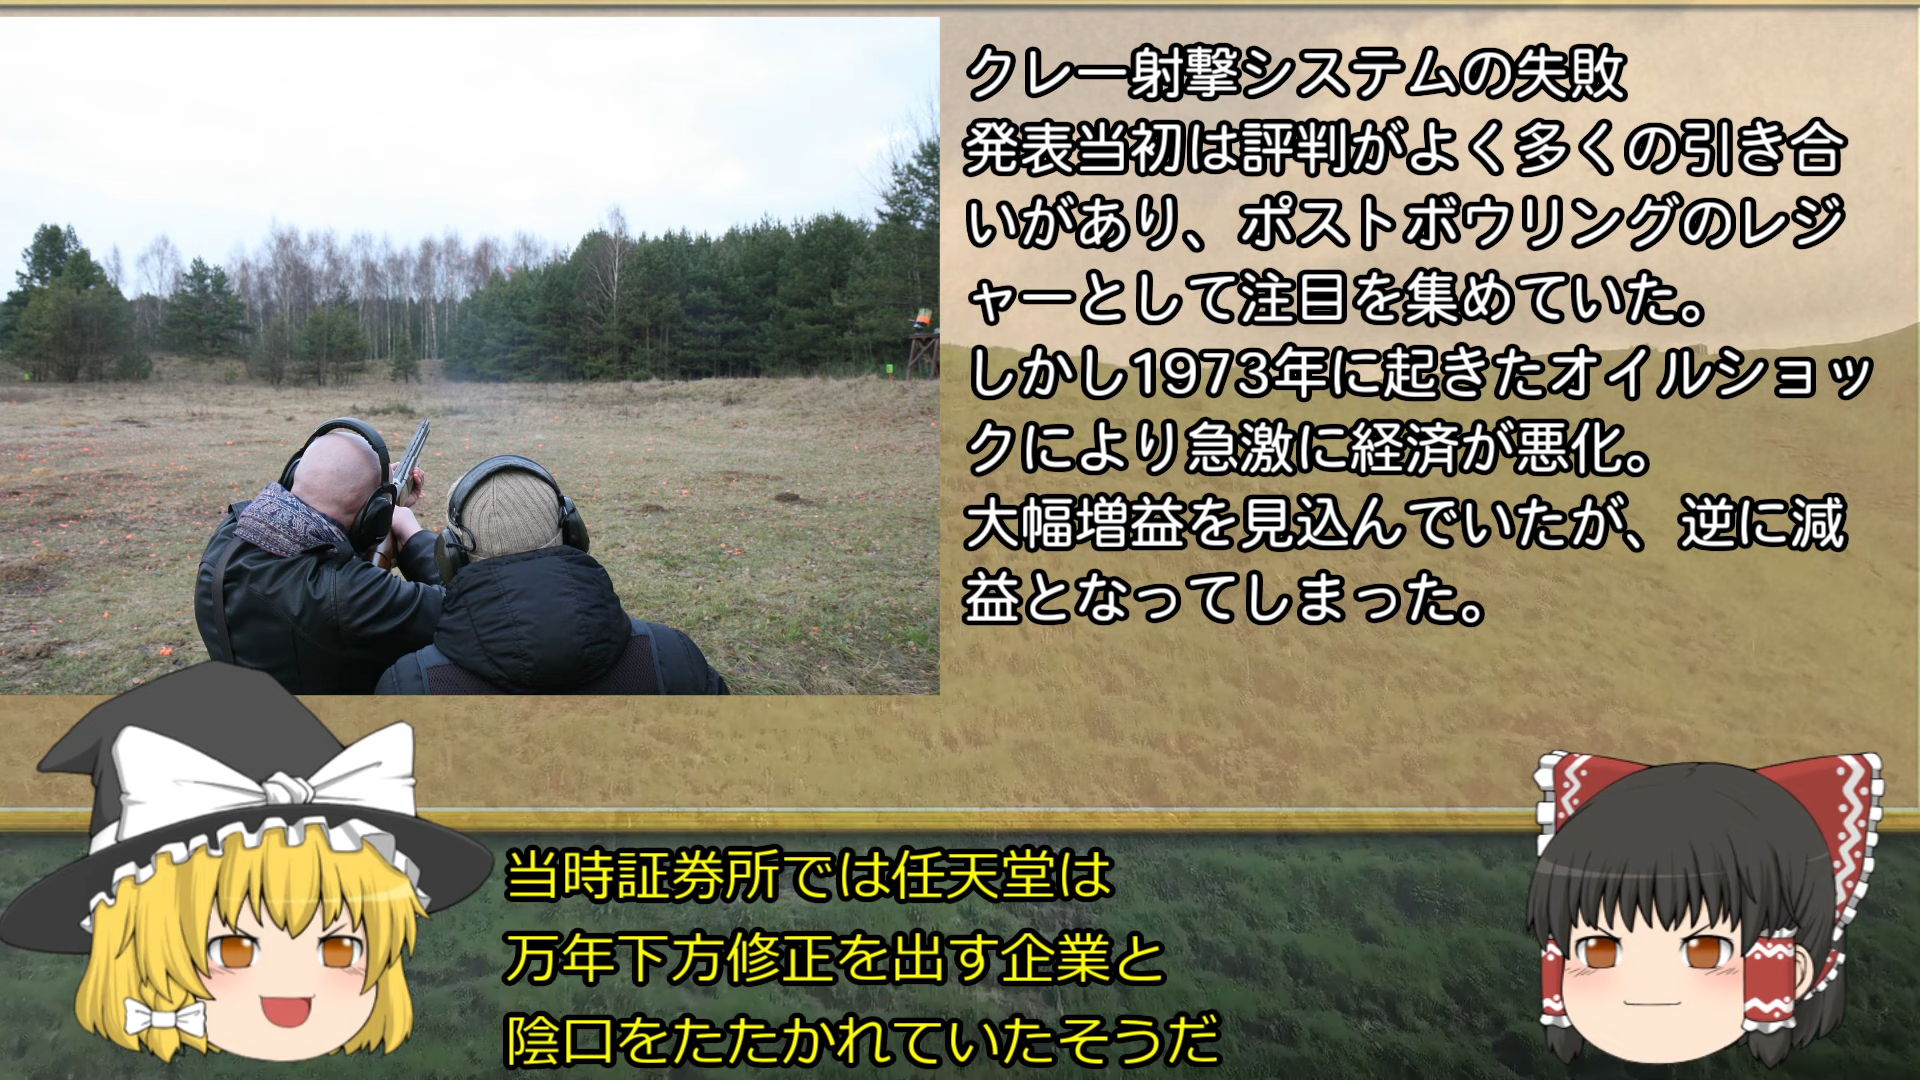 クレー射撃システムの失敗
発表当初は評判がよく多くの引き合
いがあり、ポストボウリングのレジ
ャーとして注目を集めていた。
しかし1973年に起きたオイルショッ
クにより急激に経済が悪化。
大幅増益を見込んでいたが、逆に減
益となってしまった。
当時証券所では任天堂は
万年下方修正を出す企業と
陰口をたたかれていたそうだ